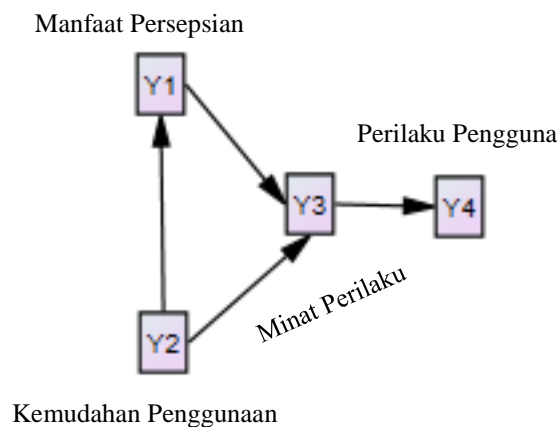 Manfaat Persepsian
Y1
Perilaku Pengguna
Y3
Y4
Minat Perilaku
Y2
Kemudahan Penggunaan